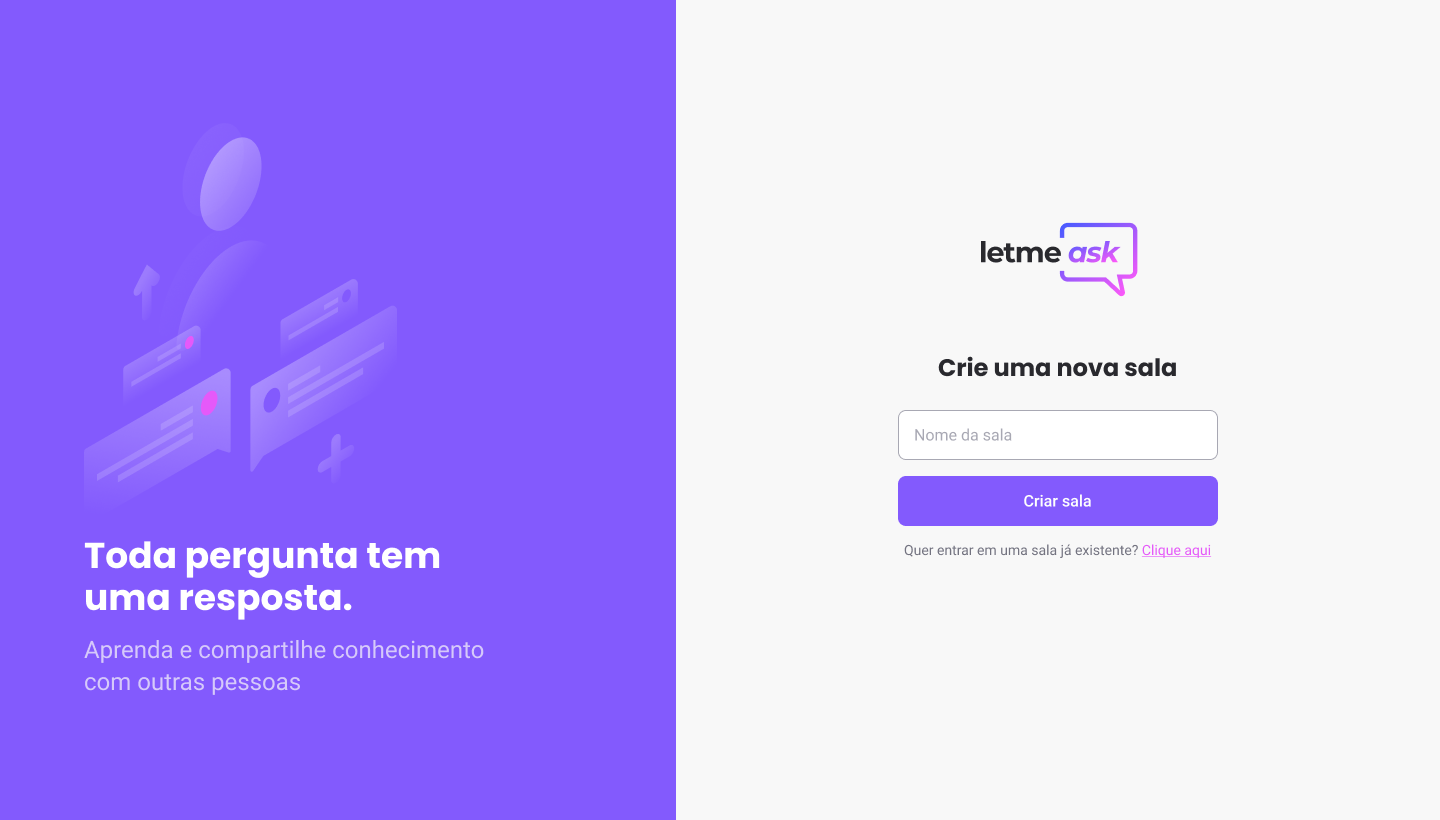 Toda pergunta tem
uma resposta.
Aprenda e compartilhe conhecimento
com outras pessoas
letme ask
Crie uma nova sala
Nome da sala
Criar sala
Quer entrar em uma sala já existente? Clique aqui